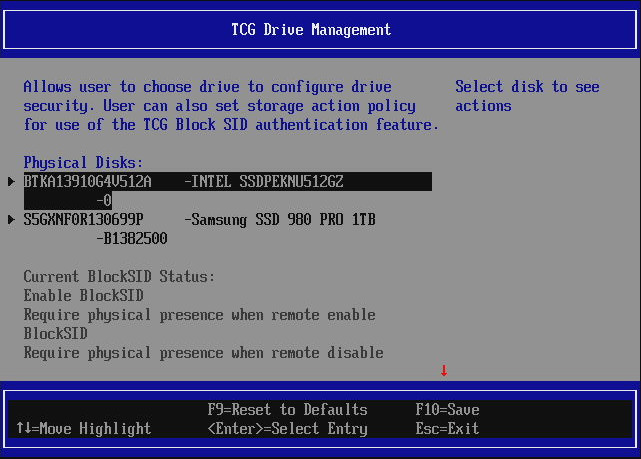 TCG Drive Management
Allows user to choose drive to configure drive
security. User can also set storage action policy
for use of the TCG Block SID authentication feature.
Select disk to see
actions
Physical Disks:
BTKA13910G4V512A -INTEL SSDPEKNU512GZ
-0
S5GXNF0R130699P -Samsung SSD 980 PRO 1TB
-B1382500
Current BlockSID Status:
Enable BlockSID
Require physical presence when remote enable
BlockSID
Require physical presence when remote disable
↓
F9=Reset to Defaults F10=Save
↑↓=Move Highlight <Enter>=Select Entry Esc=Exit